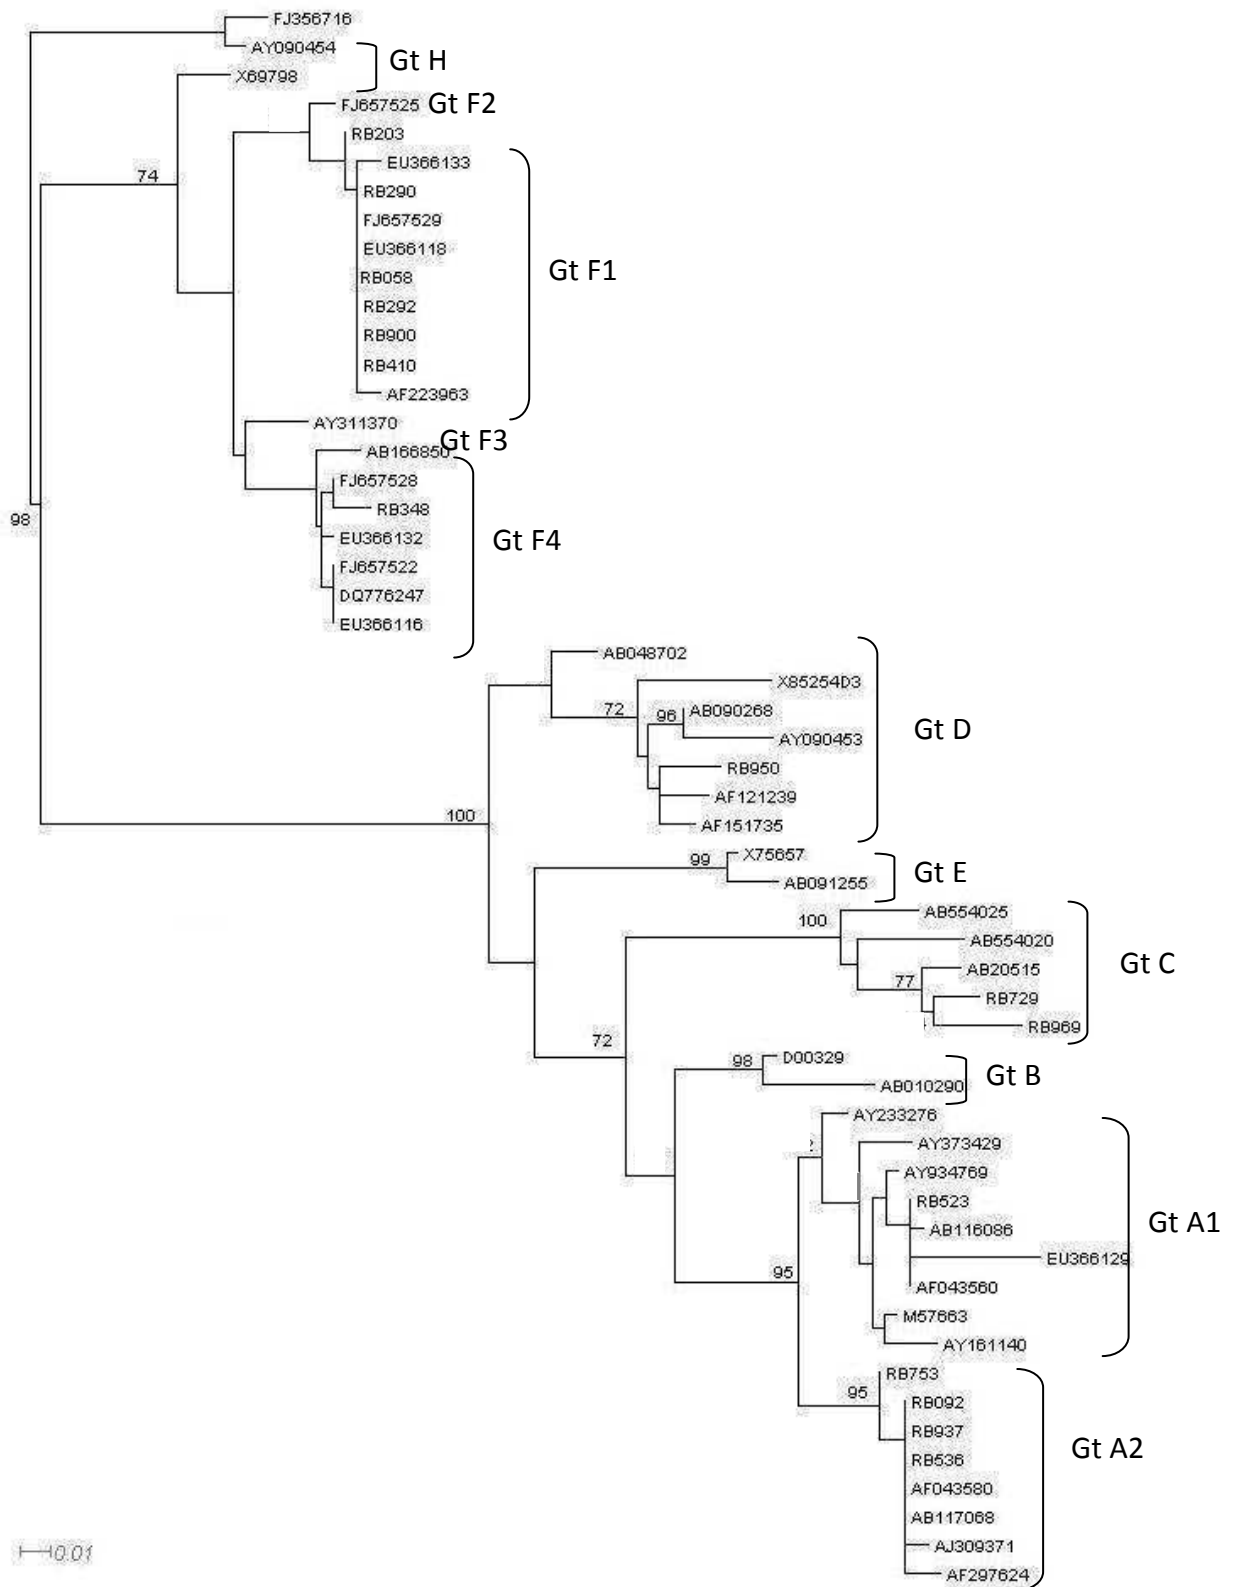 FJ356716
AY090454
Gt H
X69798
FJ657525 Gt F2
RB203
EU366133
74
RB290
FJ657529
EU366118
Gt F1
RB058
RB292
RB900
RB410
AF223963
AY311370
Gt F3
AB166850
FJ657528
RB348
98
EU366132
Gt F4
FJ657522
DQ776247
EU366116
AB048702
X85254D3
72
96
AB090268
Gt D
AY090453
RB950
AF121239
100
AF151735
X75657
99
Gt E
AB091255
100
AB554025
AB554020
Gt C
AB20515
77
RB729
RB969
72
98
D00329
Gt B
AB010290
AY233276
AY373429
AY934769
RB523
Gt A1
AB116086
EU366129
95
AF043560
M57663
AY161140
RB753
95
RB092
RB937
Gt A2
RB536
AF043580
AB117068
AJ309371
0.01
AF297624